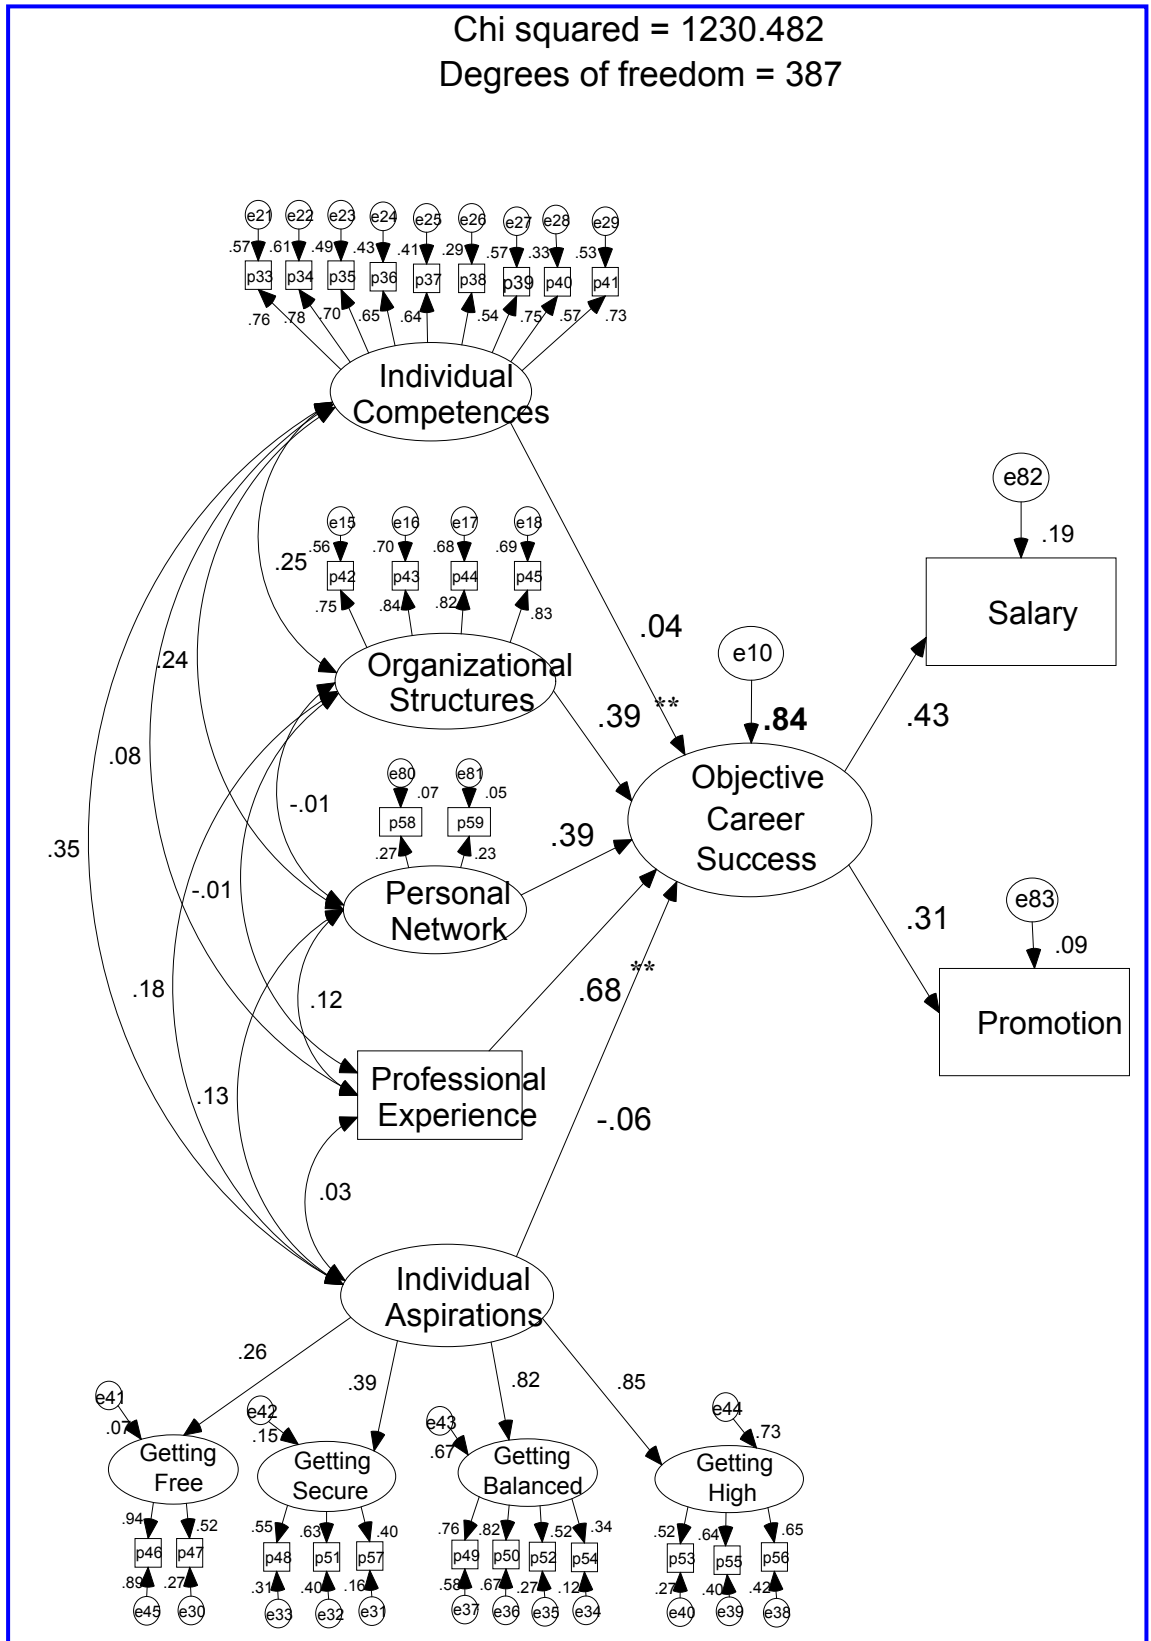 Chi squared = 1230.482
Degrees of freedom = 387
e21 e22 e23 e24 e25 e26 e27 e28 e29
.57 .61 .49 .43 .41 .29 .57 .33 .53
p33 p34 p35 p36 p37 p38 p39 p40 p41
.76 .78 .70 .65 .64 .54 .75 .57 .73
Individual
Competences
e82
.19
Salary
e15 e16 e17 e18
.56 .70 .68 .69
p42 p43 p44 p45
.75 .84 .82 .83
.25
.04
e10
.84
Organizational
Structures
.24
.39 **
.43
.08
Objective
Career
Success
e80 e81
.07 .05
p58 p59
.27 .23
-.01
.39
.35
-.01
Personal
Network
.31
e83
.09
Promotion
.18
.12
.68 **
Professional
Experience
.13
-.06
.03
Individual
Aspirations
.26 .39 .82 .85
e41 e42 e43 e44
.07 .15 .67 .73
Getting
Free
Getting
Secure
Getting
Balanced
Getting
High
.94 .52 .55 .63 .40 .76 .82 .52 .34 .52 .64 .65
p46 p47 p48 p51 p57 p49 p50 p52 p54 p53 p55 p56
.89 .27 .31 .40 .16 .58 .67 .27 .12 .27 .40 .42
e45 e30 e33 e32 e31 e37 e36 e35 e34 e40 e39 e38